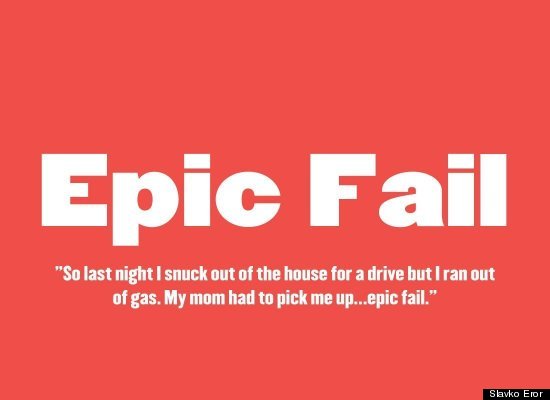 Epic Fail
”So last night I snuck out of the house for a drive but I ran out
of gas. My mom had to pick me up...epic fail.”
Slavko Eror